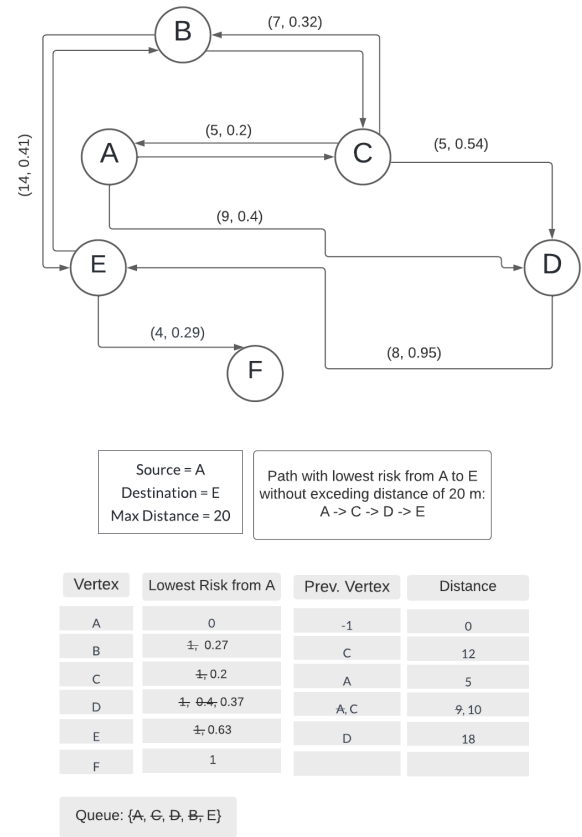 B
(7, 0.32)
(14, 0.41)
A
(5, 0.2)
C
(5, 0.54)
(9, 0.4)
E
D
(4, 0.29)
(8, 0.95)
F
Source = A
Destination = E
Max Distance = 20
Path with lowest risk from A to E
without exceding distance of 20 m:
A -> C -> D -> E
Vertex Lowest Risk from A Prev. Vertex Distance
A 0 -1 0
B 1, 0.27 C 12
C 1, 0.2 A 5
D 1, 0.4, 0.37 A, C 9, 10
E 1, 0.63 D 18
F 1
Queue: {A, C, D, B, E}